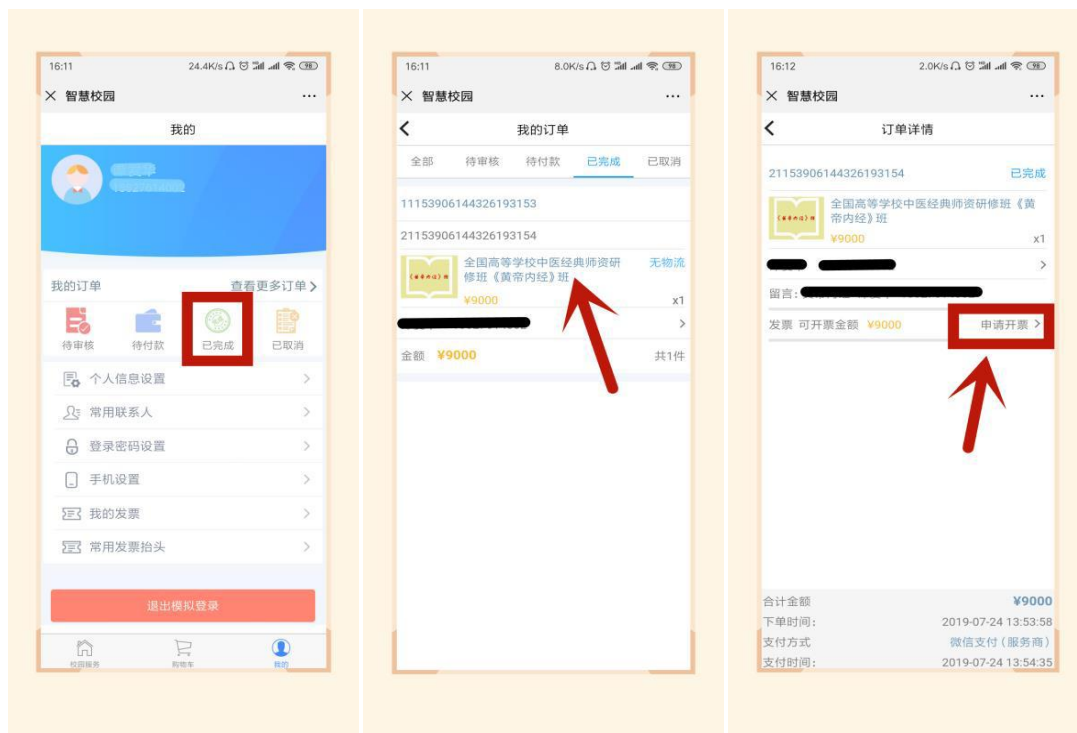 16:11
24.4K/s
98
智慧校园
我的
我的订单
查看更多订单
待审核
待付款
已完成
已取消
个人信息设置
常用联系人
登录密码设置
手机设置
我的发票
常用发票抬头
退出模拟登录
校园服务
购物车
我的
16:11
8.0K/s
98
智慧校园
我的订单
全部
待审核
待付款
已完成
已取消
11153906144326193153
21153906144326193154
全国高等学校中医经典师资研
修班《黄帝内经》班
无物流
¥9000
x1
金额 ¥9000
共1件
16:12
2.0K/s
98
智慧校园
订单详情
21153906144326193154
已完成
全国高等学校中医经典师资研修班《黄
帝内经》班
¥9000
x1
留言:
发票 可开票金额 ¥9000
申请开票
合计金额
¥9000
下单时间:
2019-07-24 13:53:58
支付方式
微信支付(服务商)
支付时间:
2019-07-24 13:54:35